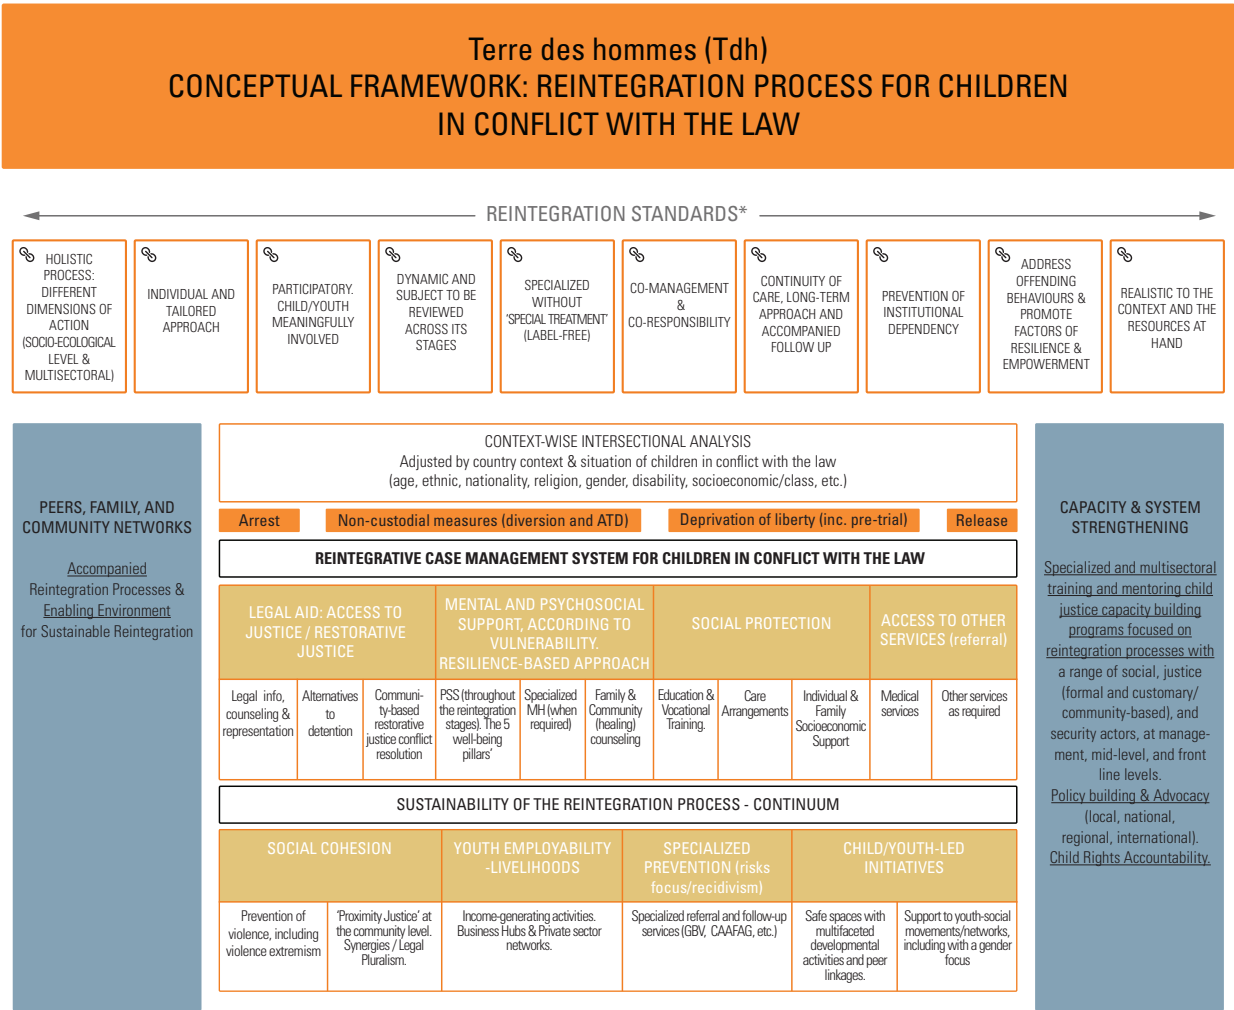 Terre des hommes (Tdh)
CONCEPTUAL FRAMEWORK: REINTEGRATION PROCESS FOR CHILDREN
IN CONFLICT WITH THE LAW
REINTEGRATION STANDARDS*
HOLISTIC
PROCESS:
DIFFERENT
DIMENSIONS OF
ACTION
(SOCIO-ECOLOGICAL
LEVEL &
MULTISECTORAL)
INDIVIDUAL AND
TAILORED
APPROACH
PARTICIPATORY.
CHILD/YOUTH
MEANINGFULLY
INVOLVED
DYNAMIC AND
SUBJECT TO BE
REVIEWED
ACROSS ITS
STAGES
SPECIALIZED
WITHOUT
'SPECIAL TREATMENT'
(LABEL-FREE)
CO-MANAGEMENT
&
CO-RESPONSIBILITY
CONTINUITY OF
CARE, LONG-TERM
APPROACH AND
ACCOMPANIED
FOLLOW UP
PREVENTION OF
INSTITUTIONAL
DEPENDENCY
ADDRESS
OFFENDING
BEHAVIOURS &
PROMOTE
FACTORS OF
RESILIENCE &
EMPOWERMENT
REALISTIC TO THE
CONTEXT AND THE
RESOURCES AT
HAND
PEERS, FAMILY, AND
COMMUNITY NETWORKS
Accompanied
Reintegration Processes &
Enabling Environment
for Sustainable Reintegration
CONTEXT-WISE INTERSECTIONAL ANALYSIS
Adjusted by country context & situation of children in conflict with the law
(age, ethnic, nationality, religion, gender, disability, socioeconomic/class, etc.)
Arrest
Non-custodial measures (diversion and ATD)
Deprivation of liberty (inc. pre-trial)
Release
REINTEGRATIVE CASE MANAGEMENT SYSTEM FOR CHILDREN IN CONFLICT WITH THE LAW
LEGAL AID: ACCESS TO
JUSTICE / RESTORATIVE
JUSTICE
MENTAL AND PSYCHOSOCIAL
SUPPORT, ACCORDING TO
VULNERABILITY.
RESILIENCE-BASED APPROACH
SOCIAL PROTECTION
ACCESS TO OTHER
SERVICES (referral)
Legal info,
counseling &
representation
Alternatives
to
detention
Communi-
ty-based
restorative
justice conflict
resolution
PSS (throughout
the reintegration
stages). The 5
well-being
pillars'
Specialized
MH (when
required)
Family &
Community
(healing)
counseling
Education &
Vocational
Training.
Care
Arrangements
Individual &
Family
Socioeconomic
Support
Medical
services
Other services
as required
SUSTAINABILITY OF THE REINTEGRATION PROCESS - CONTINUUM
SOCIAL COHESION
YOUTH EMPLOYABILITY
-LIVELIHOODS
SPECIALIZED
PREVENTION (risks
focus/recidivism)
CHILD/YOUTH-LED
INITIATIVES
Prevention of
violence, including
violence extremism
'Proximity Justice' at
the community level.
Synergies / Legal
Pluralism.
Income-generating activities.
Business Hubs & Private sector
networks.
Specialized referral and follow-up
services (GBV, CAAFAG, etc.)
Safe spaces with
multifaceted
developmental
activities and peer
linkages.
Support to youth-social
movements/networks,
including with a gender
focus
CAPACITY & SYSTEM
STRENGTHENING
Specialized and multisectoral
training and mentoring child
justice capacity building
programs focused on
reintegration processes with
a range of social, justice
(formal and customary/
community-based), and
security actors, at manage-
ment, mid-level, and front
line levels.
Policy building & Advocacy
(local, national,
regional, international).
Child Rights Accountability.